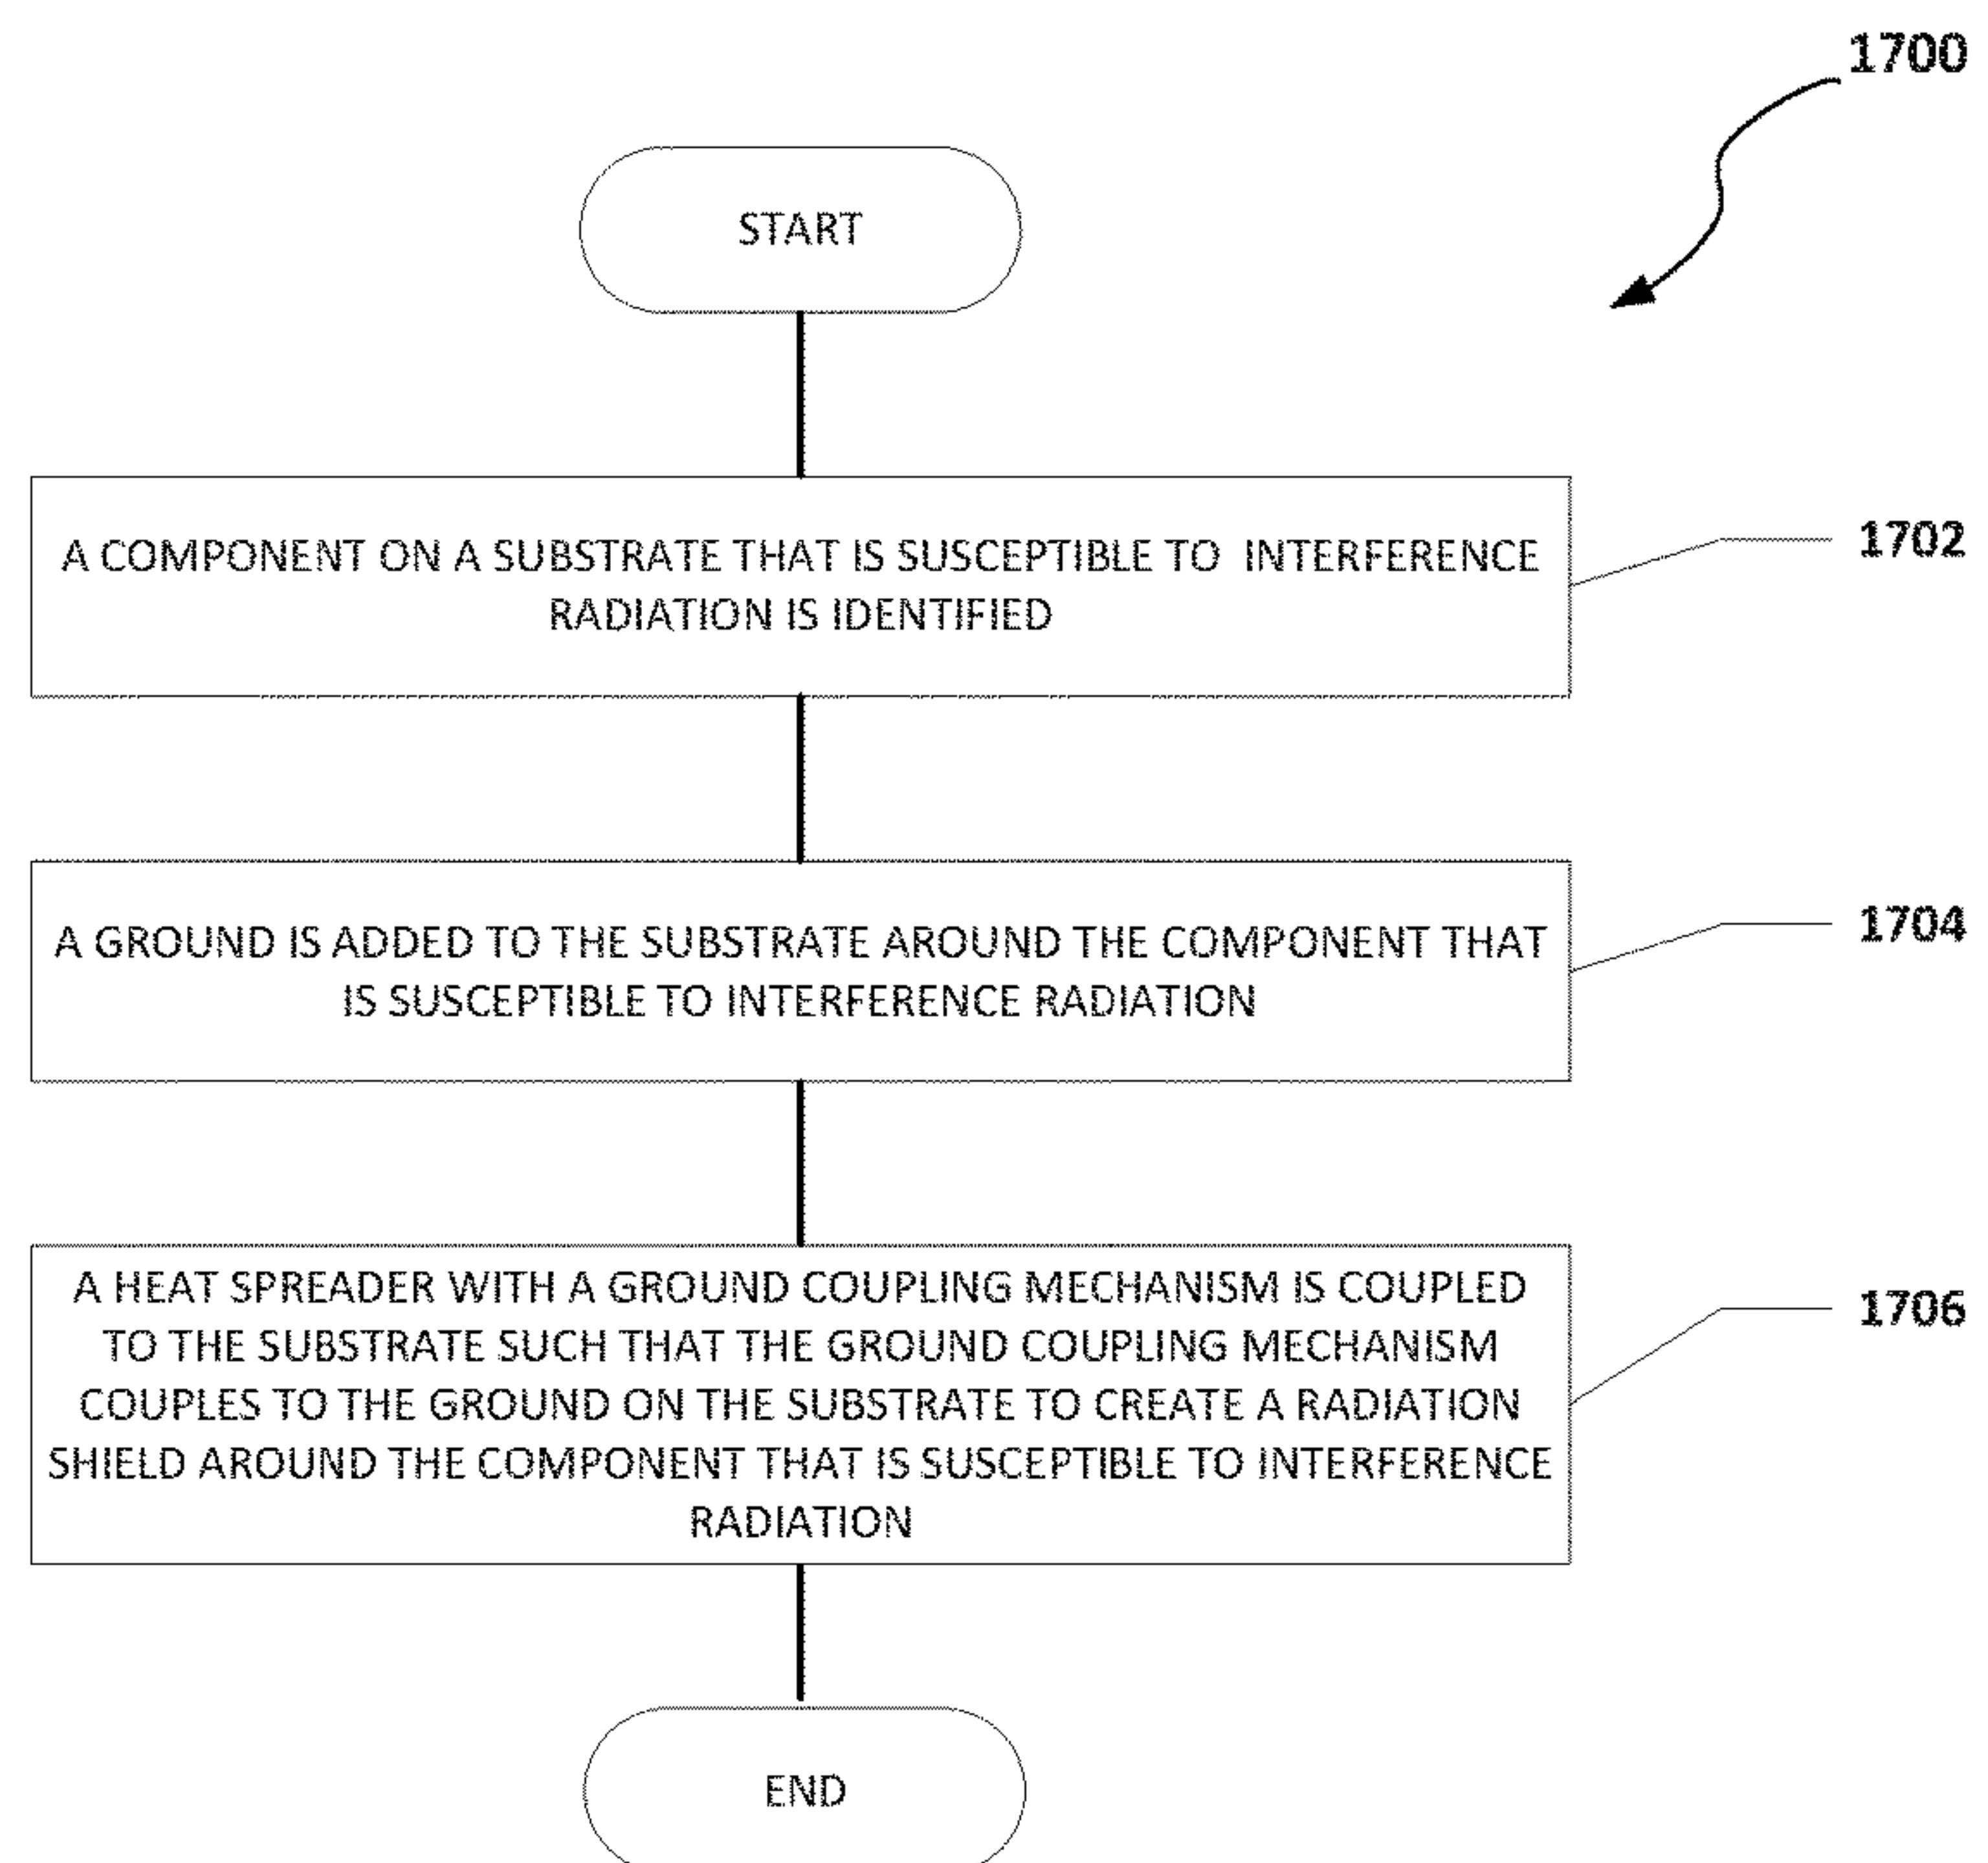 1700
START
A COMPONENT ON A SUBSTRATE THAT IS SUSCEPTIBLE TO INTERFERENCE
RADIATION IS IDENTIFIED
1702
A GROUND IS ADDED TO THE SUBSTRATE AROUND THE COMPONENT THAT
IS SUSCEPTIBLE TO INTERFERENCE RADIATION
1704
A HEAT SPREADER WITH A GROUND COUPLING MECHANISM IS COUPLED
TO THE SUBSTRATE SUCH THAT THE GROUND COUPLING MECHANISM
COUPLES TO THE GROUND ON THE SUBSTRATE TO CREATE A RADIATION
SHIELD AROUND THE COMPONENT THAT IS SUSCEPTIBLE TO INTERFERENCE
RADIATION
1706
END